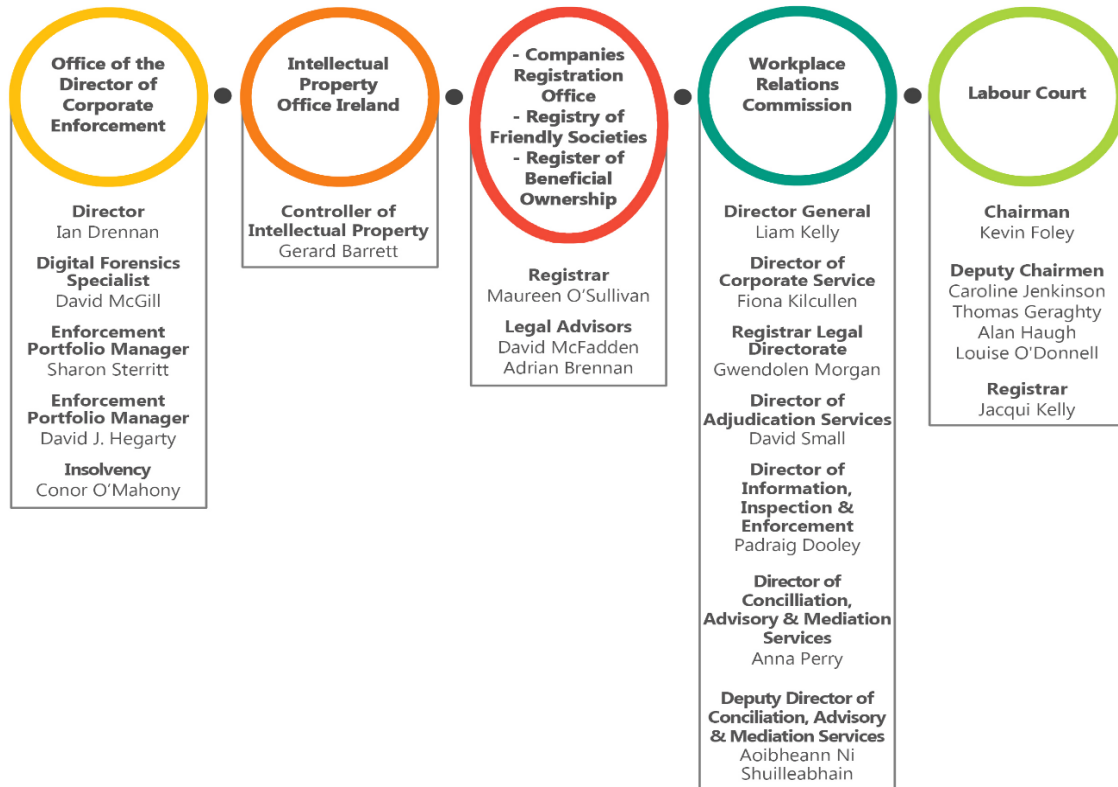 Office of the
Director of
Corporate
Enforcement
Director
Ian Drennan
Digital Forensics
Specialist
David McGill
Enforcement
Portfolio Manager
Sharon Sterritt
Enforcement
Portfolio Manager
David J. Hegarty
Insolvency
Conor O’Mahony
Intellectual
Property
Office Ireland
Controller of
Intellectual Property
Gerard Barrett
- Companies
Registration
Office
- Registry of
Friendly Societies
- Register of
Beneficial
Ownership
Registrar
Maureen O’Sullivan
Legal Advisors
David McFadden
Adrian Brennan
Workplace
Relations
Commission
Director General
Liam Kelly
Director of
Corporate Service
Fiona Kilcullen
Registrar Legal
Directorate
Gwendolen Morgan
Director of
Adjudication Services
David Small
Director of
Information,
Inspection &
Enforcement
Padraig Dooley
Director of
Concilliation,
Advisory & Mediation
Services
Anna Perry
Deputy Director of
Conciliation, Advisory
& Mediation Services
Aoibheann Ni
Shuilleabhain
Labour Court
Chairman
Kevin Foley
Deputy Chairmen
Caroline Jenkinson
Thomas Geraghty
Alan Haugh
Louise O'Donnell
Registrar
Jacqui Kelly